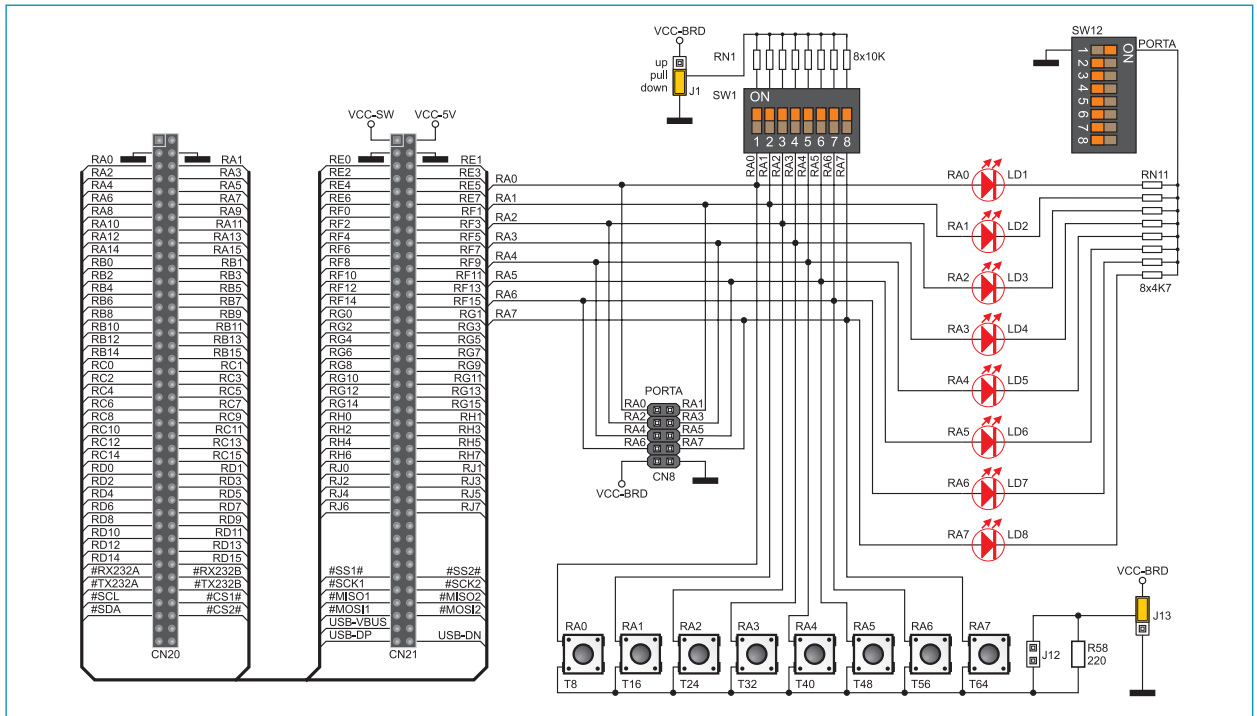 VCC-BRD
up
pull
down
J1
RN1
8x10K
SW1
ON
1 2 3 4 5 6 7 8
RA0 RA1 RA2 RA3 RA4 RA5 RA6 RA7
SW12
PORTA
ON
1 2 3 4 5 6 7 8
VCC-SW VCC-5V
RA0 RA1
RA2 RA3
RA4 RA5
RA6 RA7
RA8 RA9
RA10 RA11
RA12 RA13
RA14 RA15
RB0 RB1
RB2 RB3
RB4 RB5
RB6 RB7
RB8 RB9
RB10 RB11
RB12 RB13
RB14 RB15
RC0 RC1
RC2 RC3
RC4 RC5
RC6 RC7
RC8 RC9
RC10 RC11
RC12 RC13
RC14 RC15
RD0 RD1
RD2 RD3
RD4 RD5
RD6 RD7
RD8 RD9
RD10 RD11
RD12 RD13
RD14 RD15
#RX232A #RX232B
#TX232A #TX232B
#SCL #CS1#
#SDA #CS2#
CN20
RE0 RE1
RE2 RE3
RE4 RE5
RE6 RE7
RF0 RF1
RF2 RF3
RF4 RF5
RF6 RF7
RF8 RF9
RF10 RF11
RF12 RF13
RF14 RF15
RG0 RG1
RG2 RG3
RG4 RG5
RG6 RG7
RG8 RG9
RG10 RG11
RG12 RG13
RG14 RG15
RH0 RH1
RH2 RH3
RH4 RH5
RH6 RH7
RJ0 RJ1
RJ2 RJ3
RJ4 RJ5
RJ6 RJ7
#SS1# #SS2#
#SCK1 #SCK2
#MISO1 #MISO2
#MOSI1 #MOSI2
USB-VBUS
USB-DP USB-DN
CN21
RA0
RA1
RA2
RA3
RA4
RA5
RA6
RA7
PORTA
RA0 RA1
RA2 RA3
RA4 RA5
RA6 RA7
VCC-BRD
CN8
RA0 LD1
RA1 LD2
RA2 LD3
RA3 LD4
RA4 LD5
RA5 LD6
RA6 LD7
RA7 LD8
RN11
8x4K7
RA0 RA1 RA2 RA3 RA4 RA5 RA6 RA7
T8 T16 T24 T32 T40 T48 T56 T64
VCC-BRD
J13
J12
R58
220